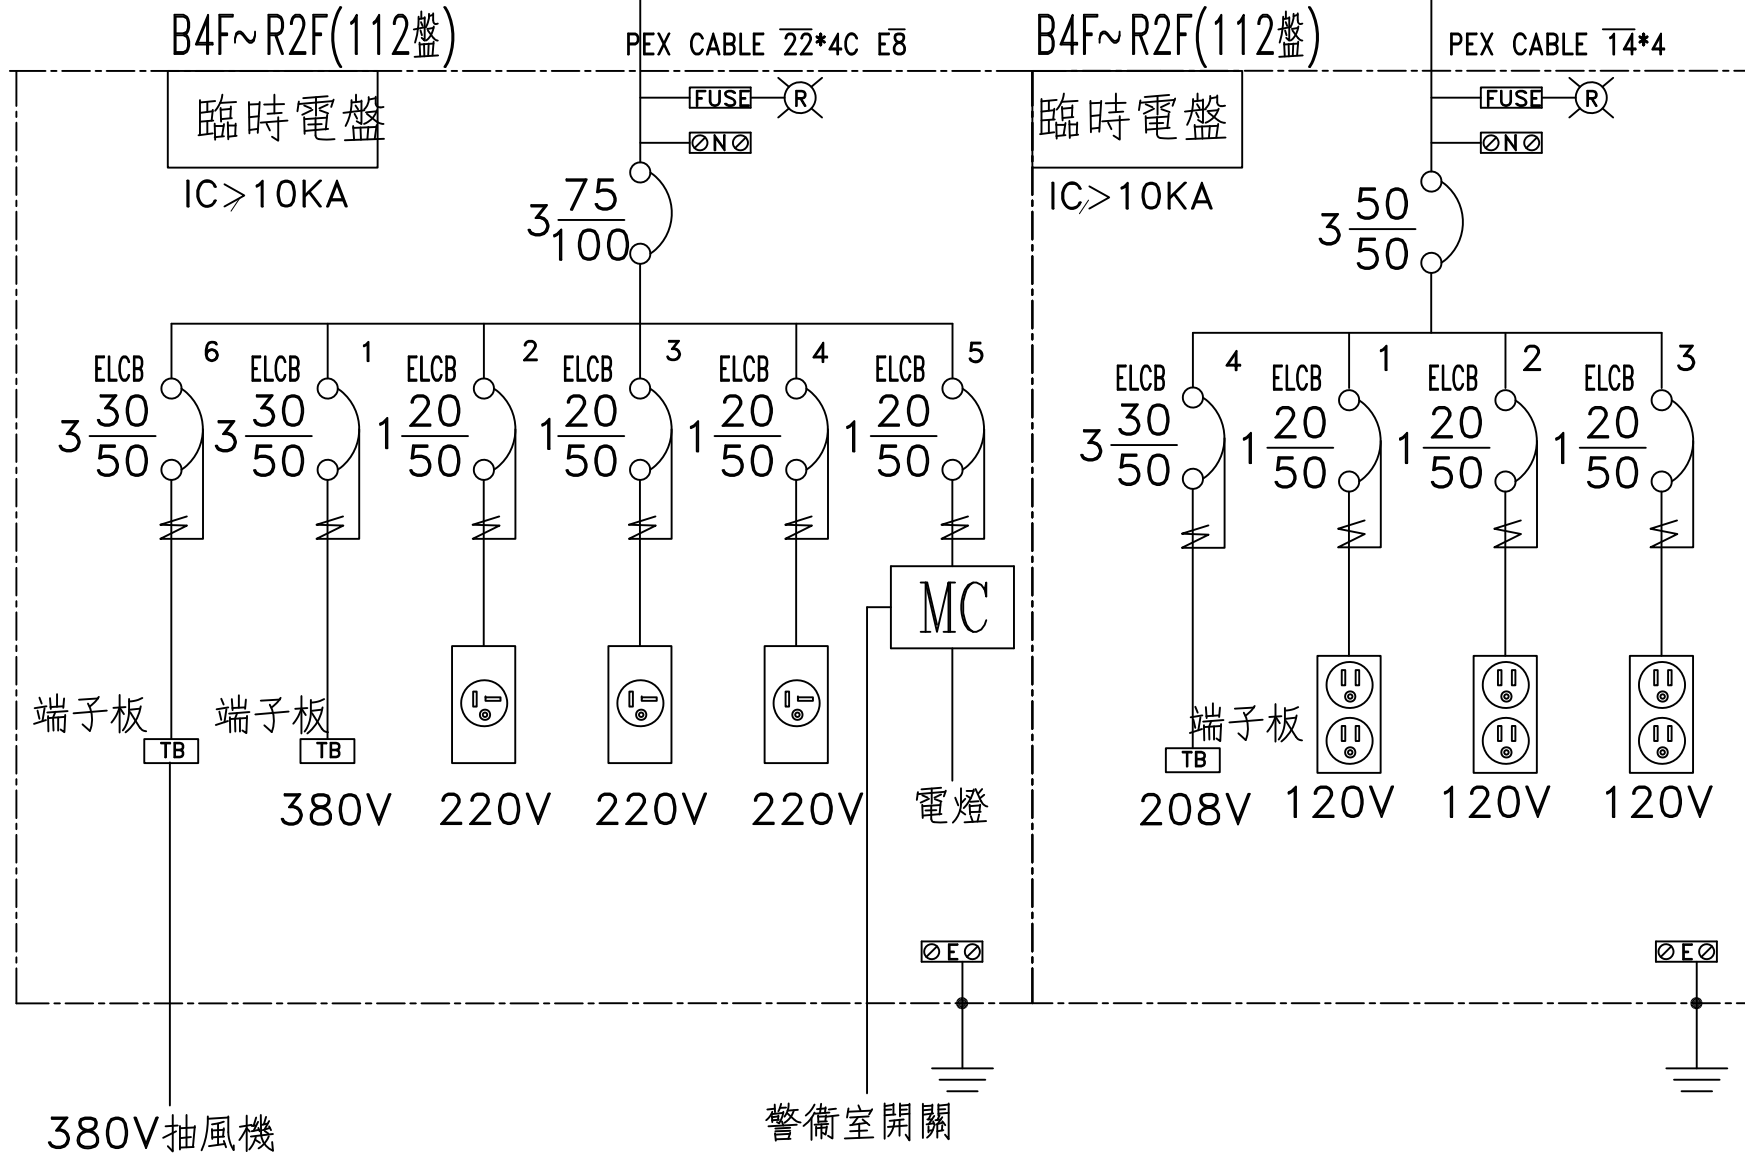 B4F~R2F(112盤)
PEX CABLE 22*4C E8
B4F~R2F(112盤)
PEX CABLE 14*4
臨時電盤
FUSE R
臨時電盤
FUSE R
N
N
IC≥10KA
IC≥10KA
3 75/100
3 50/50
6 1 2 3 4 5
4 1 2 3
ELCB ELCB ELCB ELCB ELCB ELCB
ELCB ELCB ELCB ELCB
3 30/50 3 30/50 1 20/50 1 20/50 1 20/50 1 20/50
3 30/50 1 20/50 1 20/50 1 20/50
MC
端子板 端子板
端子板
TB TB
TB
380V 220V 220V 220V 電燈
208V 120V 120V 120V
E
E
380V抽風機
警衛室開關